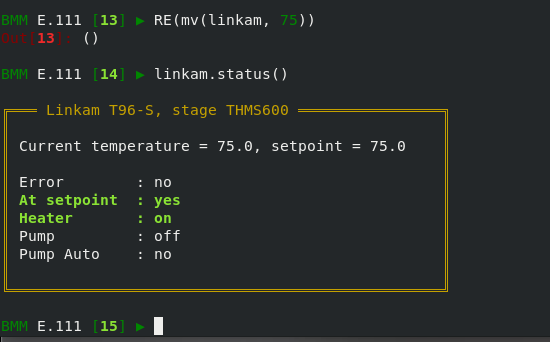 BMM E.111 [13] ▶ RE(mv(linkam, 75))
Out[13]: ()
BMM E.111 [14] ▶ linkam.status()
Linkam T96-S, stage THMS600
Current temperature = 75.0, setpoint = 75.0
Error : no
At setpoint : yes
Heater : on
Pump : off
Pump Auto : no
BMM E.111 [15] ▶